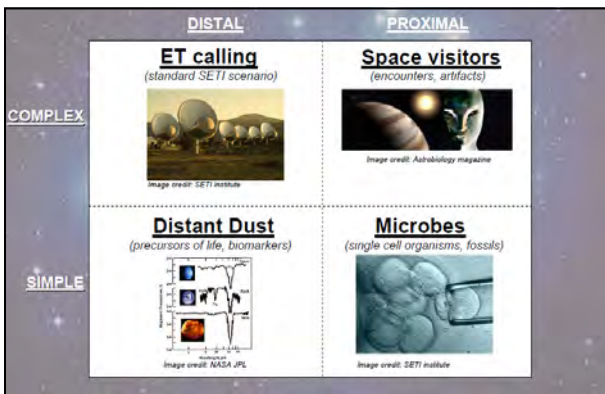 DISTAL
PROXIMAL
COMPLEX
ET calling
(standard SETI scenario)
Image credit: SETI institute
Space visitors
(encounters, artifacts)
Image credit: Astrobiology magazine
SIMPLE
Distant Dust
(precursors of life, biomarkers)
Image credit: NASA JPL
Microbes
(single cell organisms, fossils)
Image credit: SETI institute